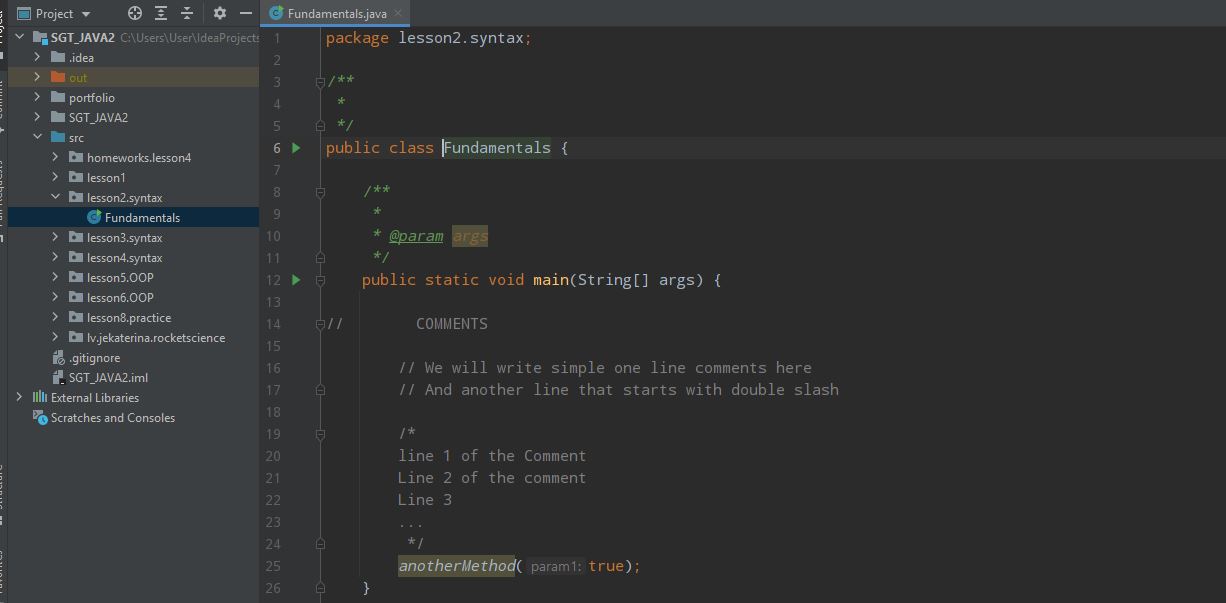 Project
Fundamentals.java
SGT_JAVA2 C:\Users\User\IdeaProjects
.idea
out
portfolio
SGT_JAVA2
src
homeworks.lesson4
lesson1
lesson2.syntax
Fundamentals
lesson3.syntax
lesson4.syntax
lesson5.OOP
lesson6.OOP
lesson8.practice
lv.jekaterina.rocketscience
.gitignore
SGT_JAVA2.iml
External Libraries
Scratches and Consoles
1 package lesson2.syntax;
2
3 /**
4 *
5 */
6 public class Fundamentals {
7
8 /**
9 *
10 * @param args
11 */
12 public static void main(String[] args) {
13
14 // COMMENTS
15
16 // We will write simple one line comments here
17 // And another line that starts with double slash
18
19 /*
20 line 1 of the Comment
21 Line 2 of the comment
22 Line 3
23 ...
24 */
25 anotherMethod( param1: true);
26 }